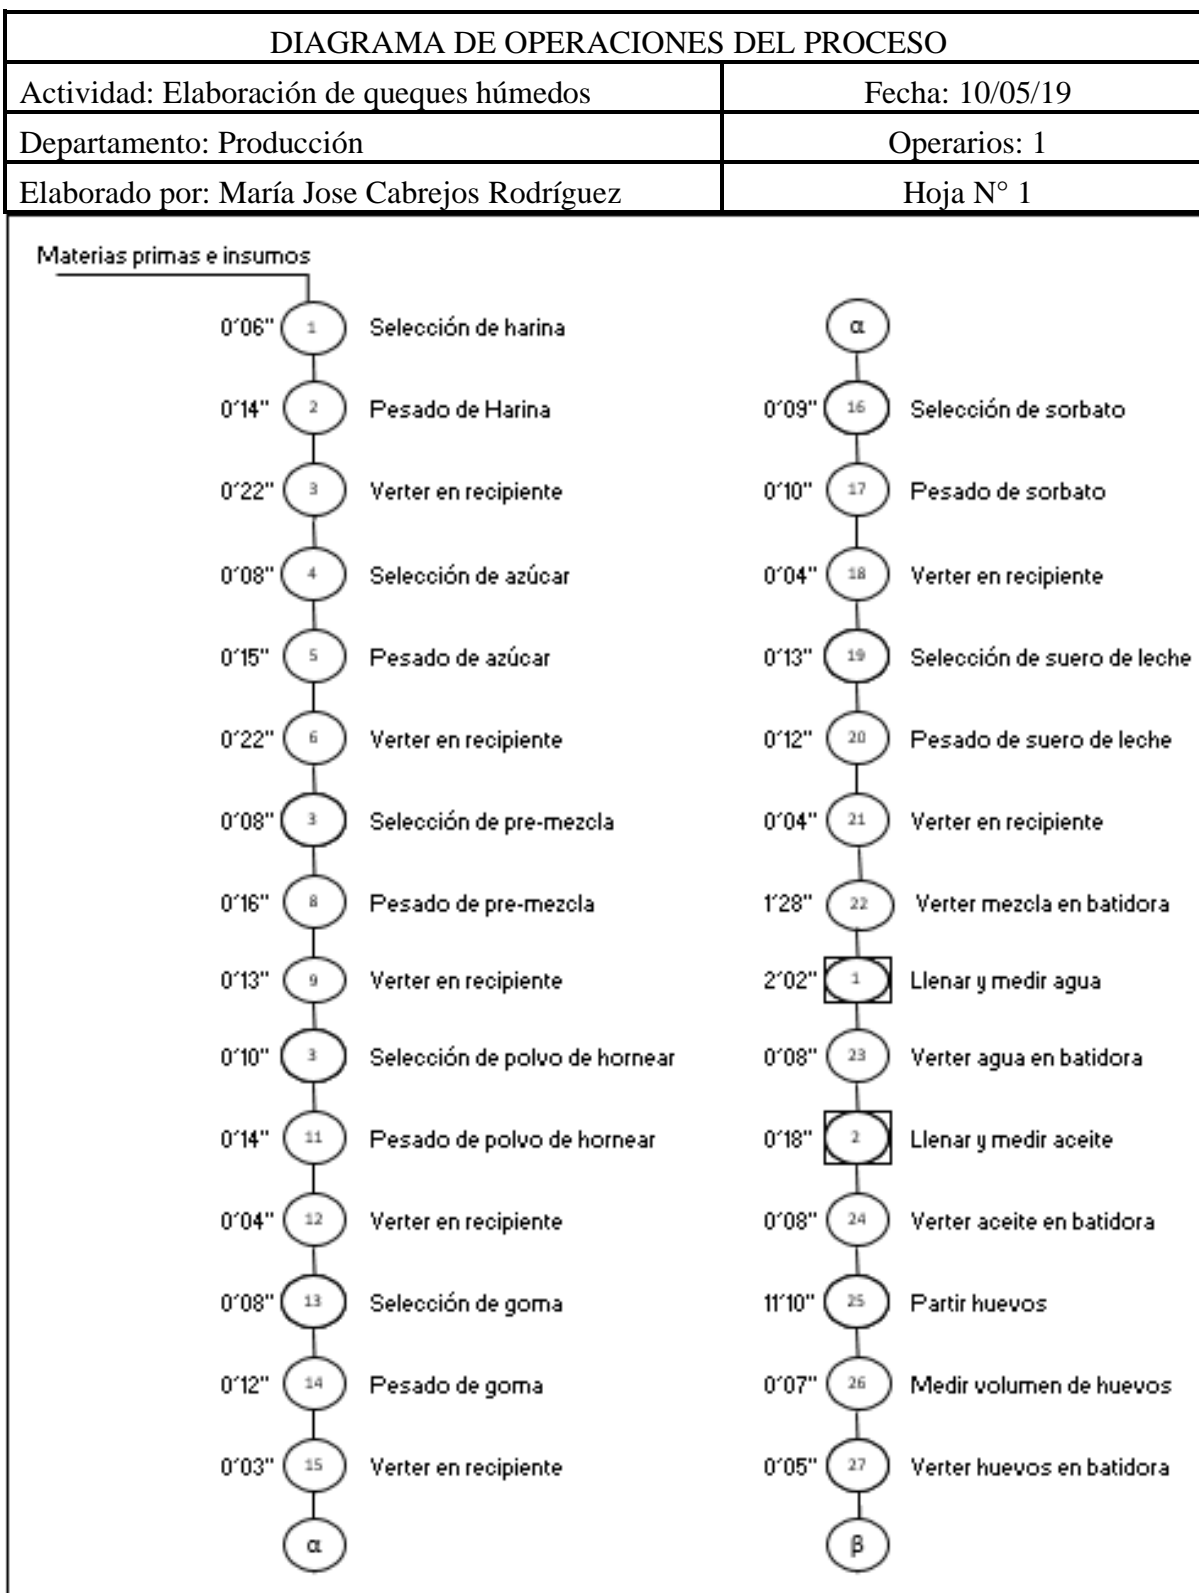 DIAGRAMA DE OPERACIONES DEL PROCESO
Actividad: Elaboración de queques húmedos
Fecha: 10/05/19
Departamento: Producción
Operarios: 1
Elaborado por: María Jose Cabrejos Rodríguez
Hoja N° 1
Materias primas e insumos
0´06" 1 Selección de harina
0´14" 2 Pesado de Harina
0´22" 3 Verter en recipiente
0´08" 4 Selección de azúcar
0´15" 5 Pesado de azúcar
0´22" 6 Verter en recipiente
0´08" 3 Selección de pre-mezcla
0´16" 8 Pesado de pre-mezcla
0´13" 9 Verter en recipiente
0´10" 3 Selección de polvo de hornear
0´14" 11 Pesado de polvo de hornear
0´04" 12 Verter en recipiente
0´08" 13 Selección de goma
0´12" 14 Pesado de goma
0´03" 15 Verter en recipiente
α
α
0´09" 16 Selección de sorbato
0´10" 17 Pesado de sorbato
0´04" 18 Verter en recipiente
0´13" 19 Selección de suero de leche
0´12" 20 Pesado de suero de leche
0´04" 21 Verter en recipiente
1´28" 22 Verter mezcla en batidora
2´02" 1 Llenar y medir agua
0´08" 23 Verter agua en batidora
0´18" 2 Llenar y medir aceite
0´08" 24 Verter aceite en batidora
11´10" 25 Partir huevos
0´07" 26 Medir volumen de huevos
0´05" 27 Verter huevos en batidora
β